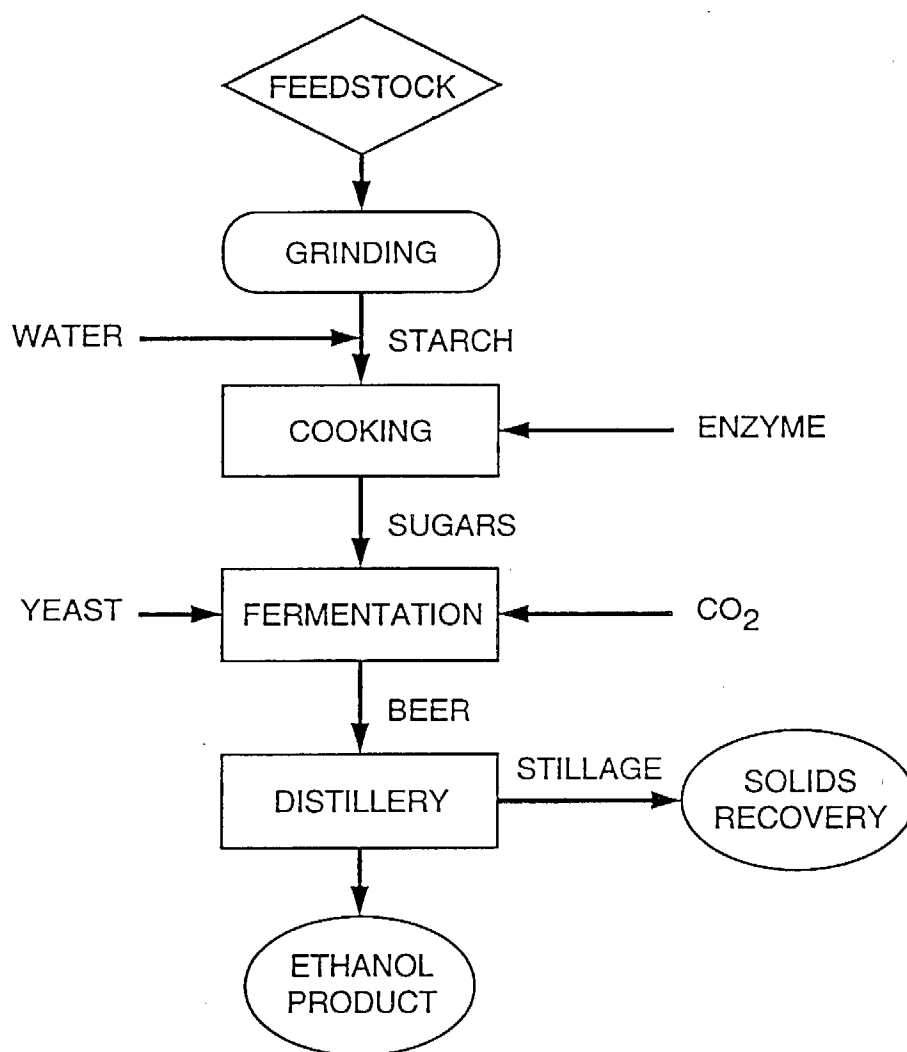 FEEDSTOCK
GRINDING
WATER
STARCH
COOKING
ENZYME
SUGARS
YEAST
FERMENTATION
CO₂
BEER
DISTILLERY
STILLAGE
SOLIDS
RECOVERY
ETHANOL
PRODUCT